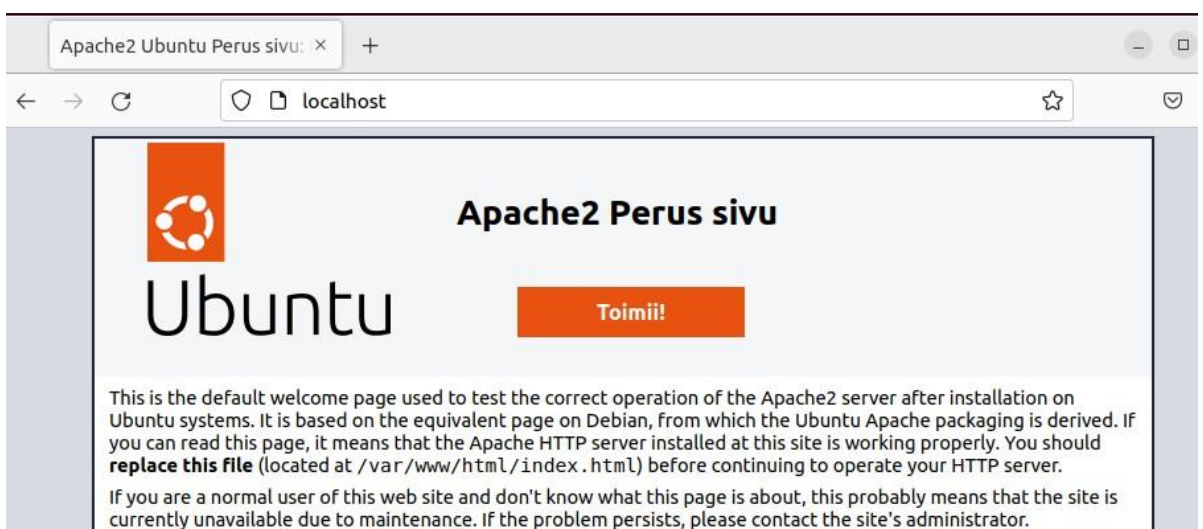 Apache2 Ubuntu Perus sivu:
localhost
Apache2 Perus sivu
Ubuntu
Toimii!
This is the default welcome page used to test the correct operation of the Apache2 server after installation on
Ubuntu systems. It is based on the equivalent page on Debian, from which the Ubuntu Apache packaging is derived. If
you can read this page, it means that the Apache HTTP server installed at this site is working properly. You should
replace this file (located at /var/www/html/index.html) before continuing to operate your HTTP server.
If you are a normal user of this web site and don't know what this page is about, this probably means that the site is
currently unavailable due to maintenance. If the problem persists, please contact the site's administrator.